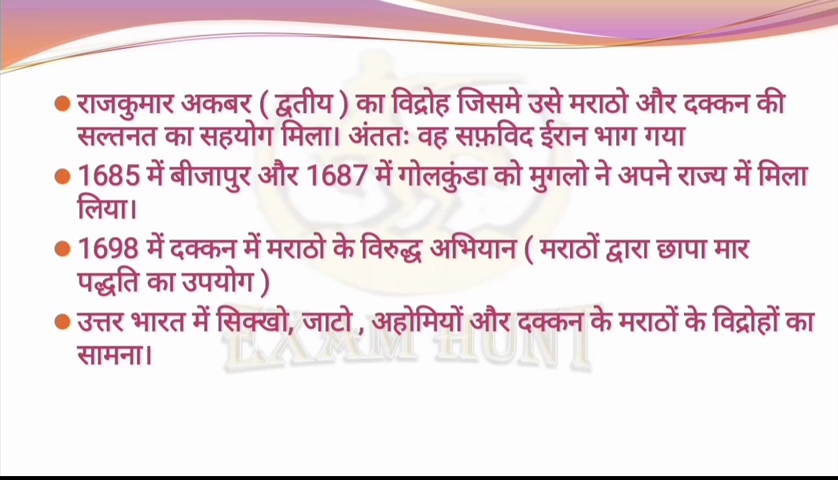 राजकुमार अकबर ( द्वतीय ) का विद्रोह जिसमे उसे मराठो और दक्कन की
सल्तनत का सहयोग मिला। अंततः वह सफ़विद ईरान भाग गया
1685 में बीजापुर और 1687 में गोलकुंडा को मुगलो ने अपने राज्य में मिला
लिया।
1698 में दक्कन में मराठो के विरुद्ध अभियान ( मराठों द्वारा छापा मार
पद्धति का उपयोग )
उत्तर भारत में सिक्खो, जाटो , अहोमियों और दक्कन के मराठों के विद्रोहों का
सामना।
EXAM HUNT